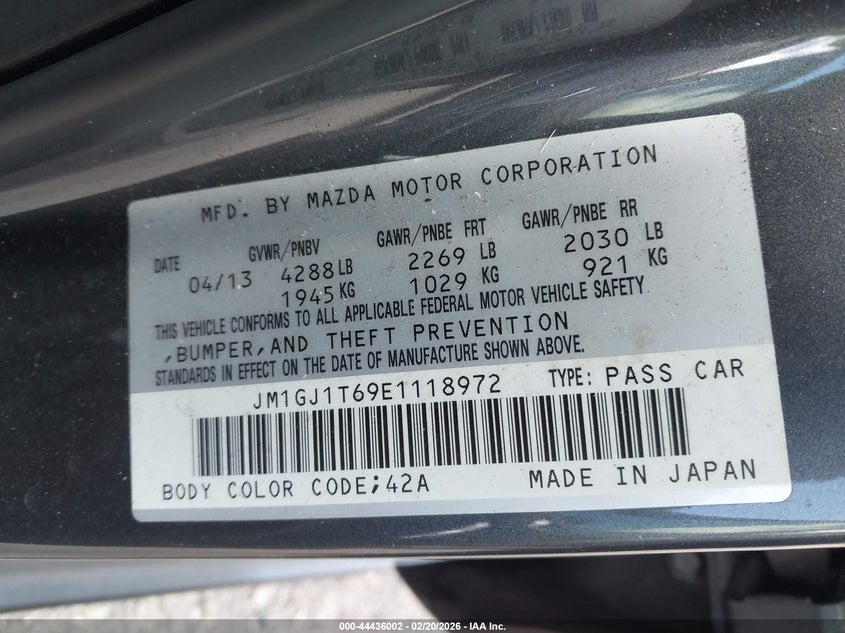 MFD. BY MAZDA MOTOR CORPORATION
DATE GVWR/PNBV GAWR/PNBE FRT GAWR/PNBE RR
04/13 4288 LB 2269 LB 2030 LB
1945 KG 1029 KG 921 KG
THIS VEHICLE CONFORMS TO ALL APPLICABLE FEDERAL MOTOR VEHICLE SAFETY
,BUMPER,AND THEFT PREVENTION
STANDARDS IN EFFECT ON THE DATE OF MANUFACTURE SHOWN ABOVE.
JM1GJ1T69E1118972 TYPE: PASS CAR
BODY COLOR CODE;42A MADE IN JAPAN
000-44436002 - 02/20/2026 - IAA Inc.